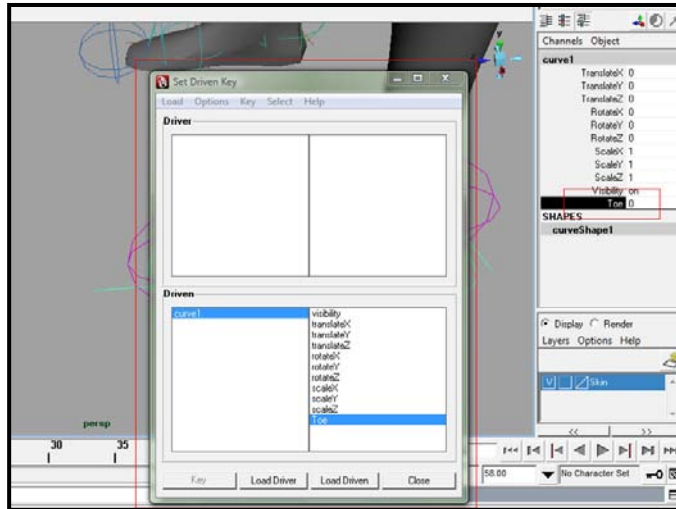 Set Driven Key
Load Options Key Select Help
Driver
Driven
curve1
visibility
translateX
translateY
translateZ
rotateX
rotateY
rotateZ
scaleX
scaleY
scaleZ
Toe
Key Load Driver Load Driven Close
persp
y
30 35
Channels Object
curve1
TranslateX 0
TranslateY 0
TranslateZ 0
RotateX 0
RotateY 0
RotateZ 0
ScaleX 1
ScaleY 1
ScaleZ 1
Visibility on
Toe 0
SHAPES
curveShape1
Display Render
Layers Options Help
V Skin
<< >>
58.00 No Character Set